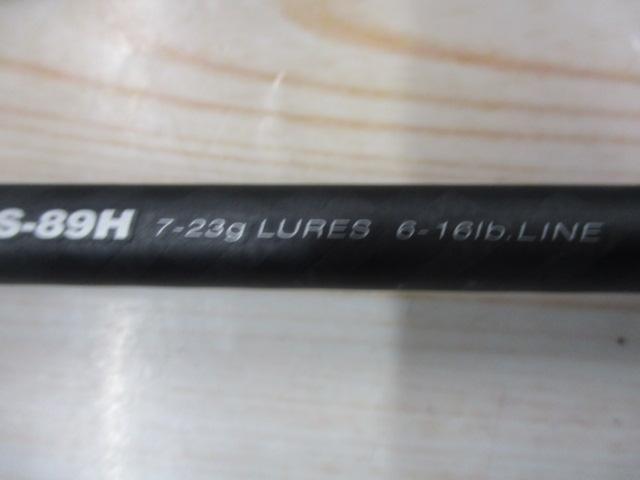 S-89H 7-23g LURES 6-16lb.LINE